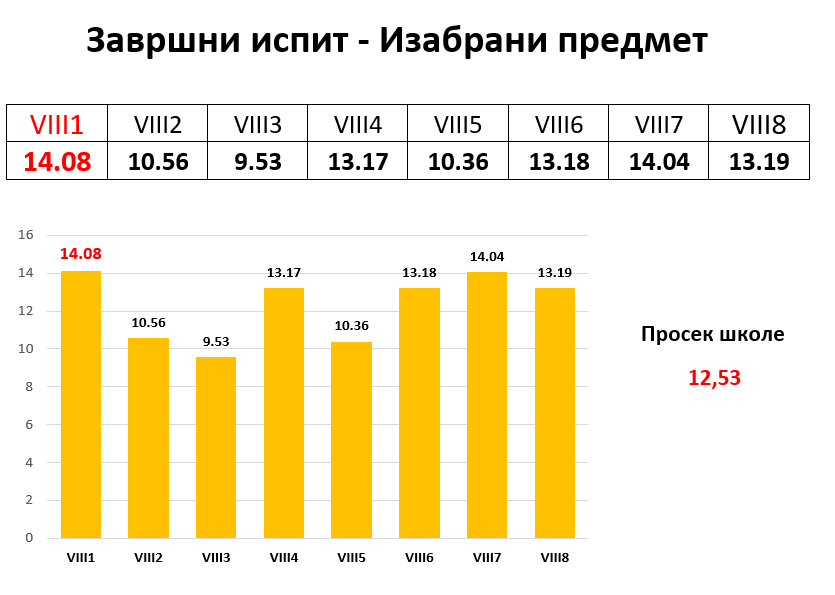 Завршни испит - Изабрани предмет
VIII1 VIII2 VIII3 VIII4 VIII5 VIII6 VIII7 VIII8
14.08 10.56 9.53 13.17 10.36 13.18 14.04 13.19
16
14
12
10
8
6
4
2
0
14.08 10.56 9.53 13.17 10.36 13.18 14.04 13.19
VIII1 VIII2 VIII3 VIII4 VIII5 VIII6 VIII7 VIII8
Просек школе
12,53